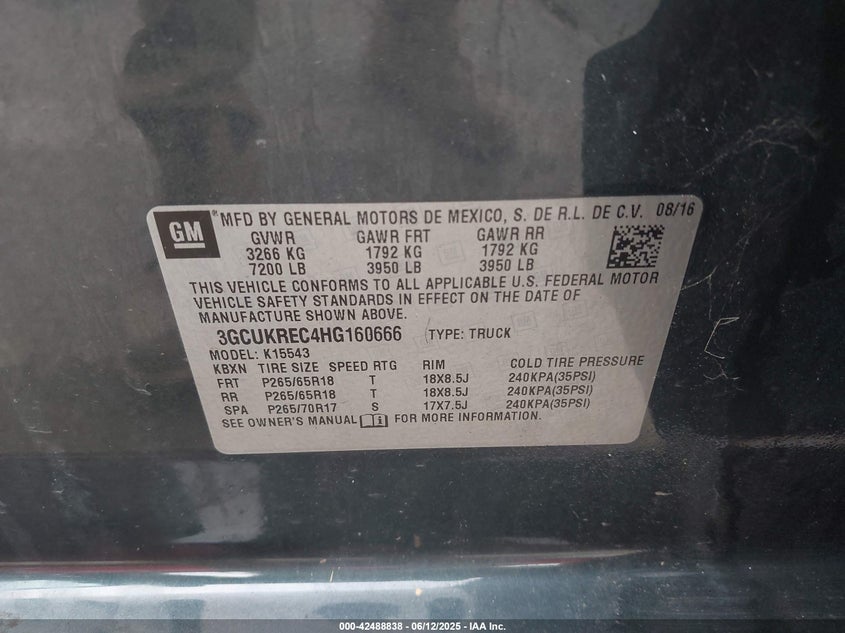 GM ® MFD BY GENERAL MOTORS DE MEXICO, S. DE R.L. DE C.V. 08/16
GVWR GAWR FRT GAWR RR
3266 KG 1792 KG 1792 KG
7200 LB 3950 LB 3950 LB
THIS VEHICLE CONFORMS TO ALL APPLICABLE U.S. FEDERAL MOTOR
VEHICLE SAFETY STANDARDS IN EFFECT ON THE DATE OF
MANUFACTURE SHOWN ABOVE.
3GCUKREC4HG160666 TYPE: TRUCK
MODEL: K15543
KBXN TIRE SIZE SPEED RTG RIM COLD TIRE PRESSURE
FRT P265/65R18 T 18X8.5J 240KPA(35PSI)
RR P265/65R18 T 18X8.5J 240KPA(35PSI)
SPA P265/70R17 S 17X7.5J 240KPA(35PSI)
SEE OWNER'S MANUAL FOR MORE INFORMATION.
000-42488838 - 06/12/2025 - IAA Inc.